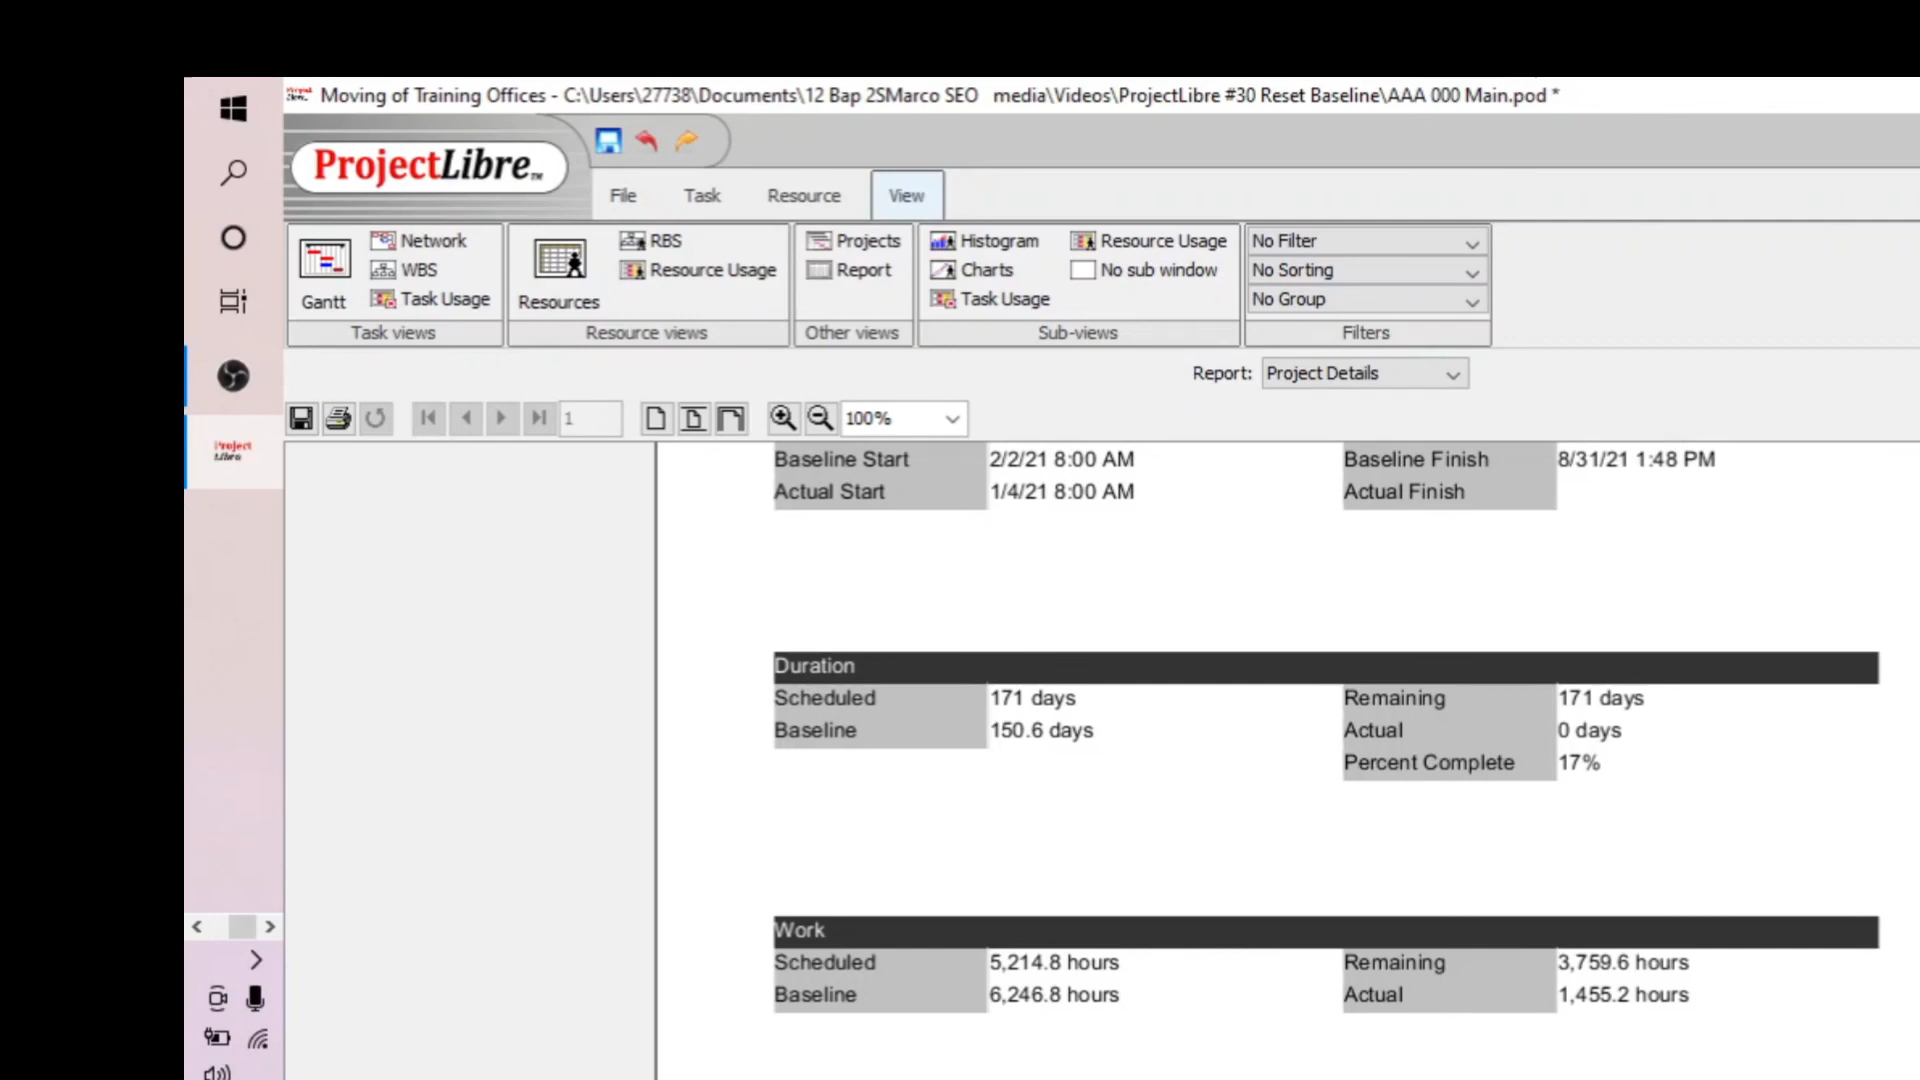 Moving of Training Offices - C:\Users\27738\Documents\12 Bap 2SMarco SEO   media\Videos\ProjectLibre #30 Reset Baseline\AAA 000 Main.pod *
ProjectLibre TM
File Task Resource View
Network RBS Projects Histogram Resource Usage No Filter
WBS Resource Usage Report Charts No sub window No Sorting
Gantt Task Usage Resources Task Usage No Group
Task views Resource views Other views Sub-views Filters
Report: Project Details
1 100%
Project Libre
Baseline Start 2/2/21 8:00 AM Baseline Finish 8/31/21 1:48 PM
Actual Start 1/4/21 8:00 AM Actual Finish
Duration
Scheduled 171 days Remaining 171 days
Baseline 150.6 days Actual 0 days
Percent Complete 17%
Work
Scheduled 5,214.8 hours Remaining 3,759.6 hours
Baseline 6,246.8 hours Actual 1,455.2 hours